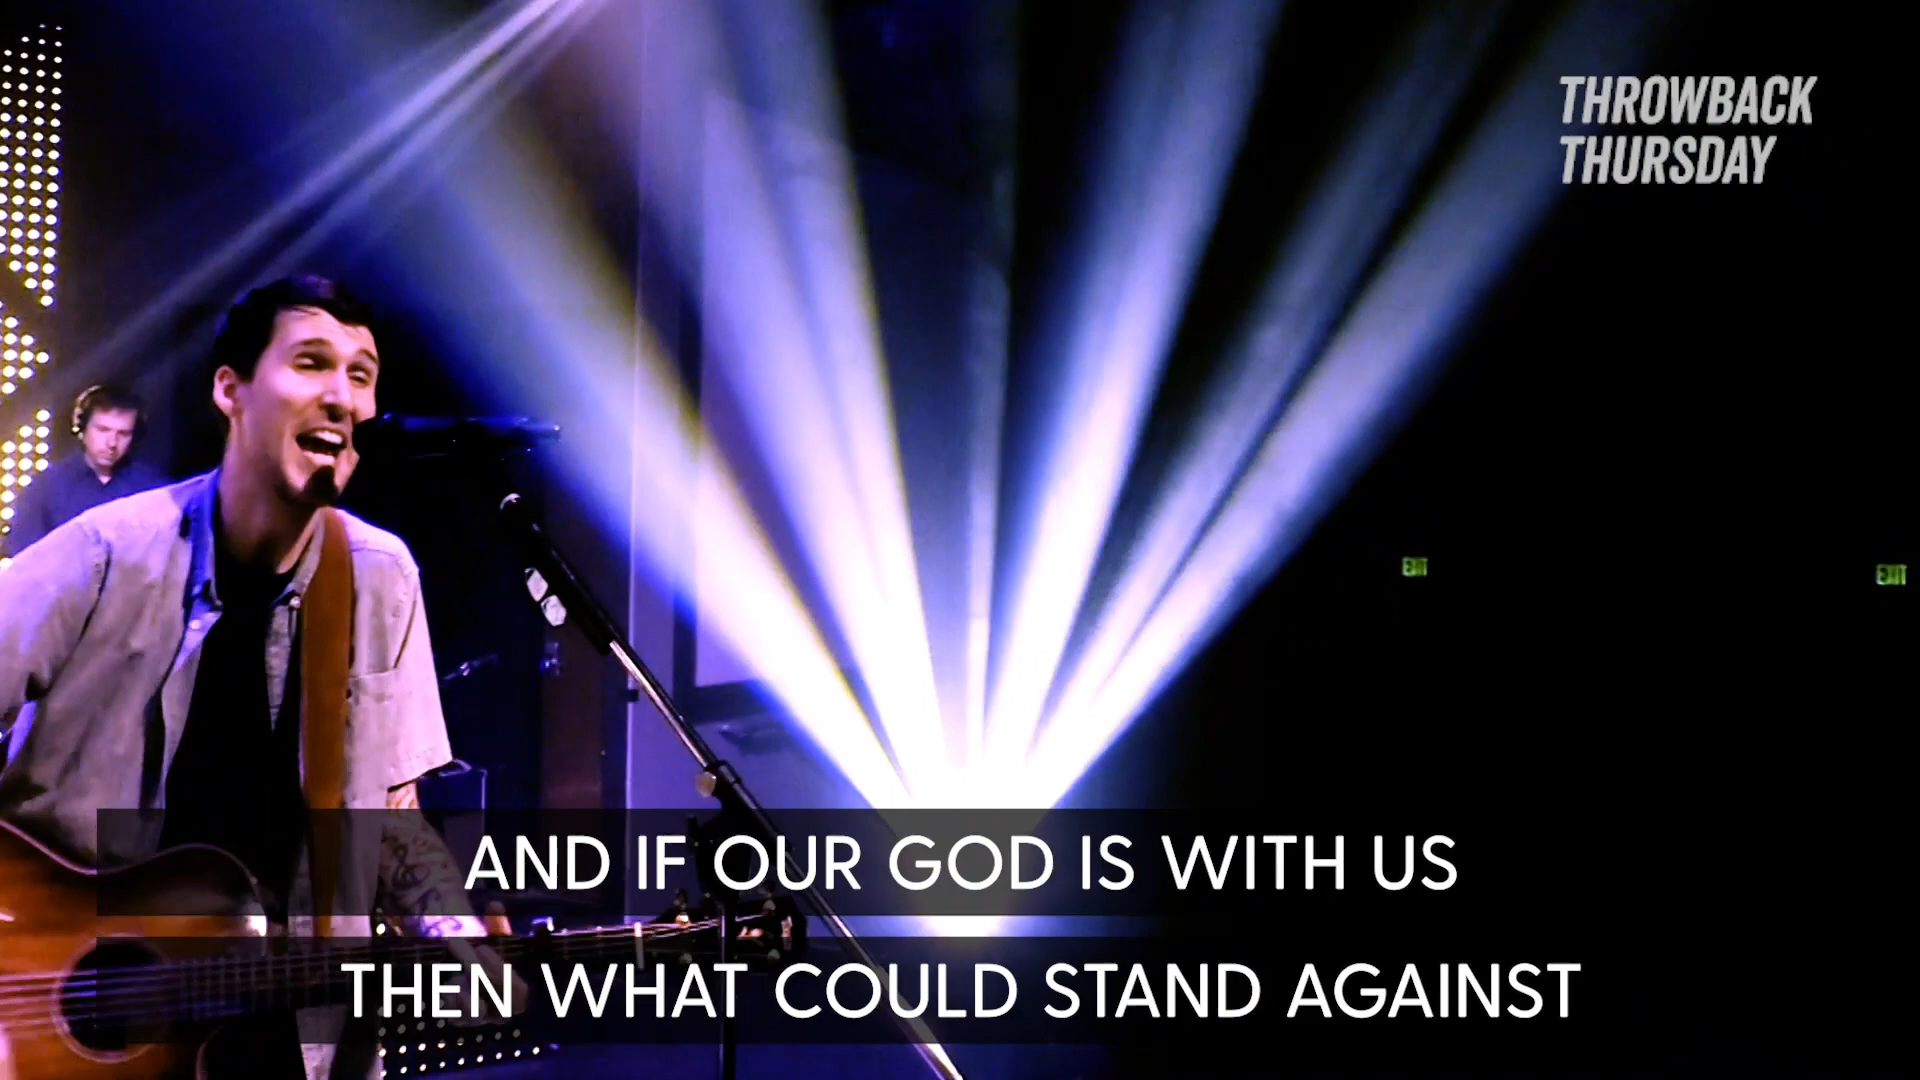 THROWBACK
THURSDAY
EXIT
EXIT
AND IF OUR GOD IS WITH US
THEN WHAT COULD STAND AGAINST